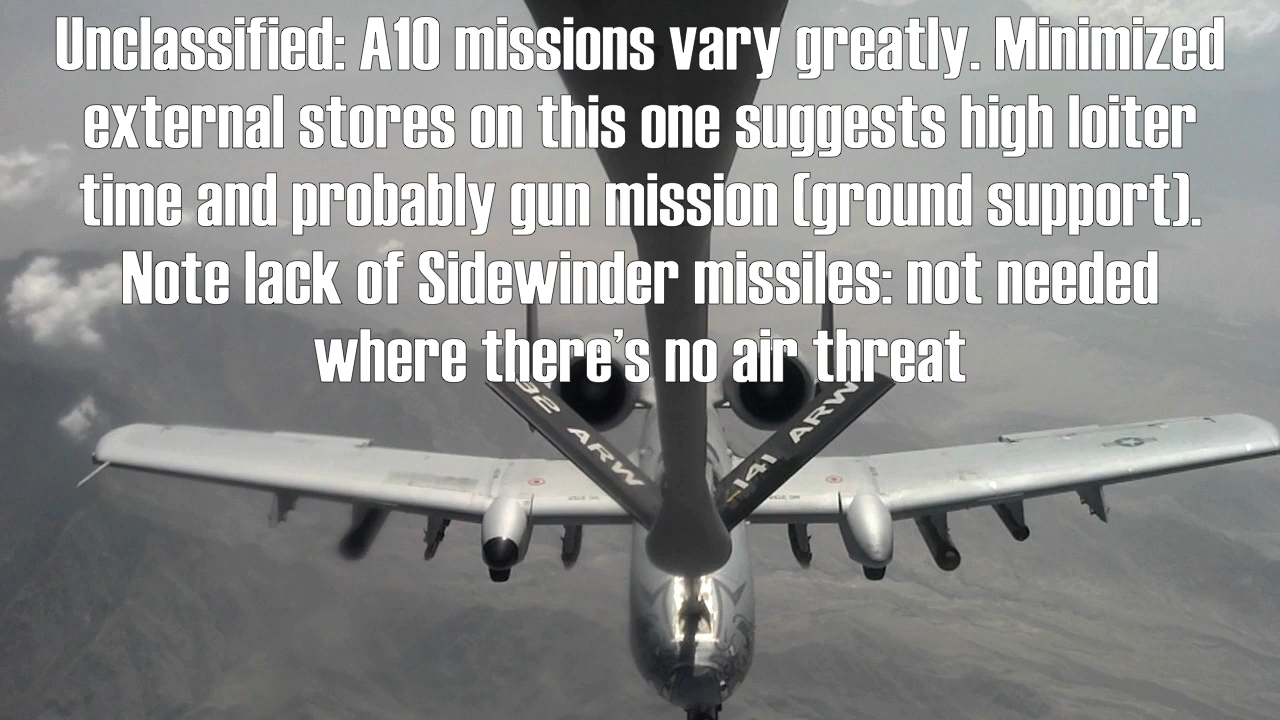 Unclassified: A10 missions vary greatly. Minimized
external stores on this one suggests high loiter
time and probably gun mission (ground support).
Note lack of Sidewinder missiles: not needed
where there's no air threat
92 ARW
141 ARW